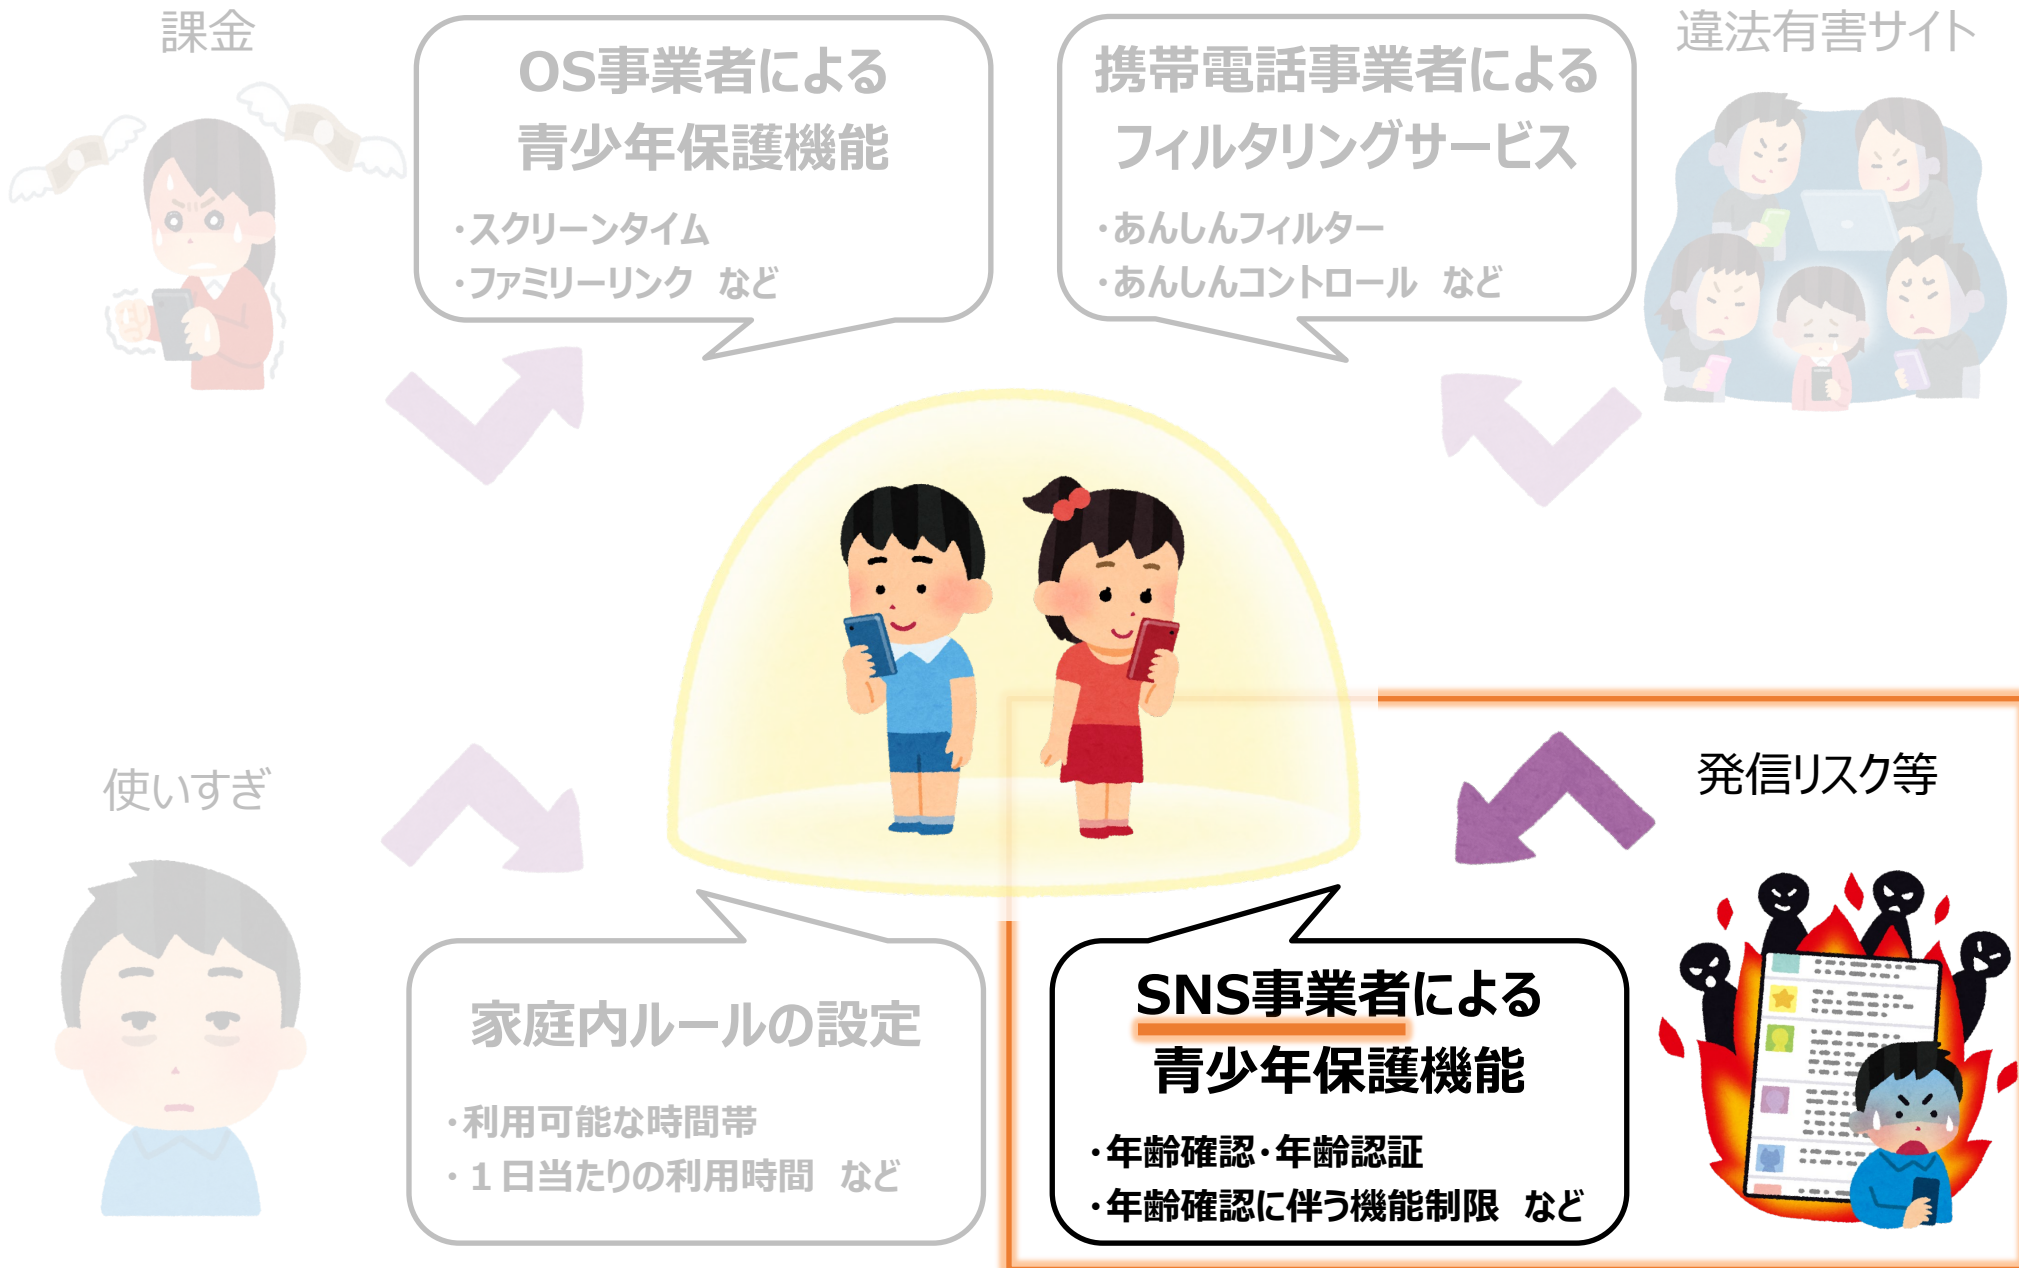 課金
OS事業者による
青少年保護機能
・スクリーンタイム
・ファミリーリンク　など
携帯電話事業者による
フィルタリングサービス
・あんしんフィルター
・あんしんコントロール　など
違法有害サイト
使いすぎ
家庭内ルールの設定
・利用可能な時間帯
・１日当たりの利用時間　など
SNS事業者による
青少年保護機能
・年齢確認・年齢認証
・年齢確認に伴う機能制限　など
発信リスク等